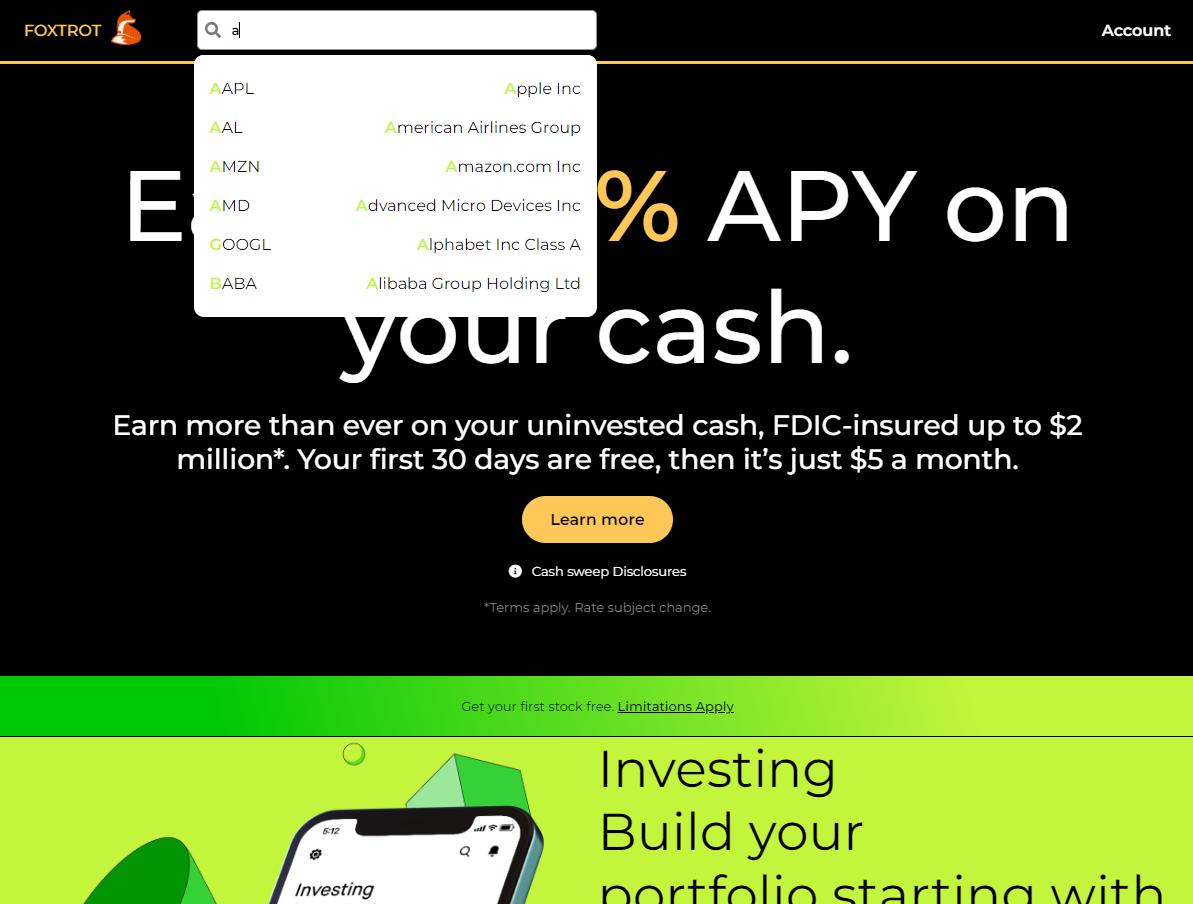 FOXTROT
a
Account
AAPL Apple Inc
AAL American Airlines Group
AMZN Amazon.com Inc
AMD Advanced Micro Devices Inc
GOOGL Alphabet Inc Class A
BABA Alibaba Group Holding Ltd
% APY on
your cash.
Earn more than ever on your uninvested cash, FDIC-insured up to $2
million*. Your first 30 days are free, then it’s just $5 a month.
Learn more
Cash sweep Disclosures
*Terms apply. Rate subject change.
Get your first stock free. Limitations Apply
5:12
Investing
Investing
Build your
portfolio starting with